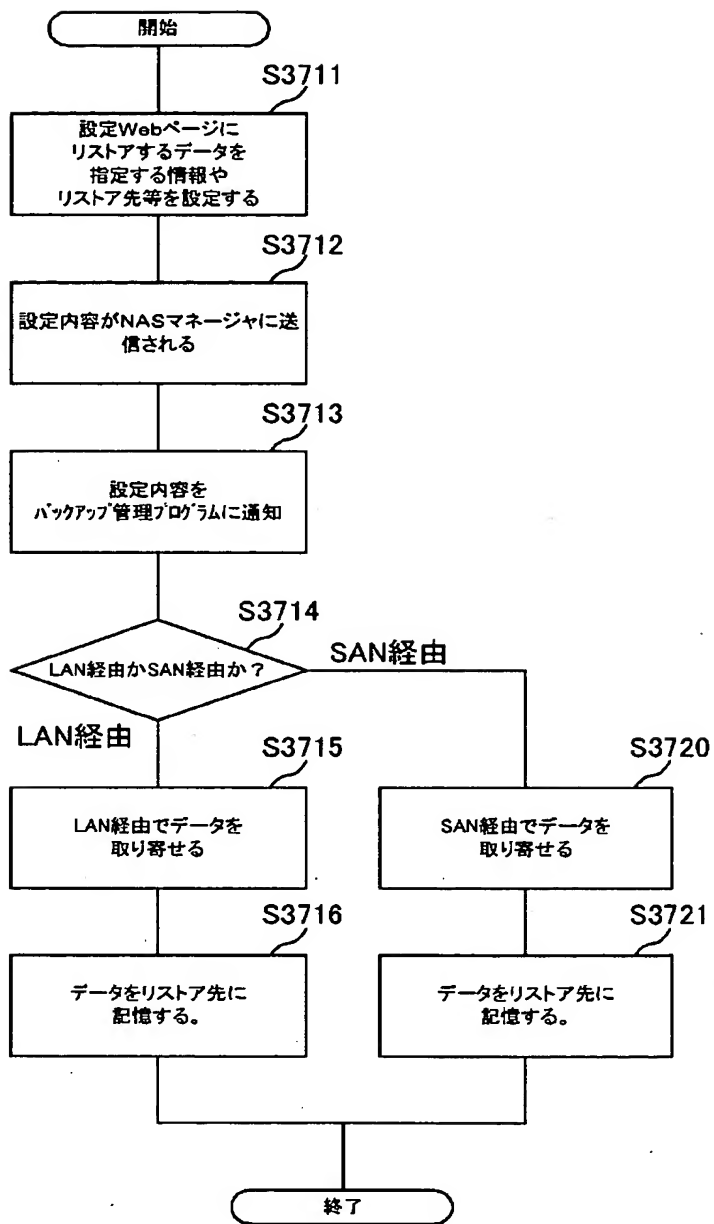 開始
S3711
設定Webページに
リストアするデータを
指定する情報や
リストア先等を設定する
S3712
設定内容がNASマネージャに送
信される
S3713
設定内容を
バックアップ管理プログラムに通知
S3714
LAN経由かSAN経由か?
SAN経由
LAN経由
S3715
LAN経由でデータを
取り寄せる
S3720
SAN経由でデータを
取り寄せる
S3716
データをリストア先に
記憶する。
S3721
データをリストア先に
記憶する。
終了